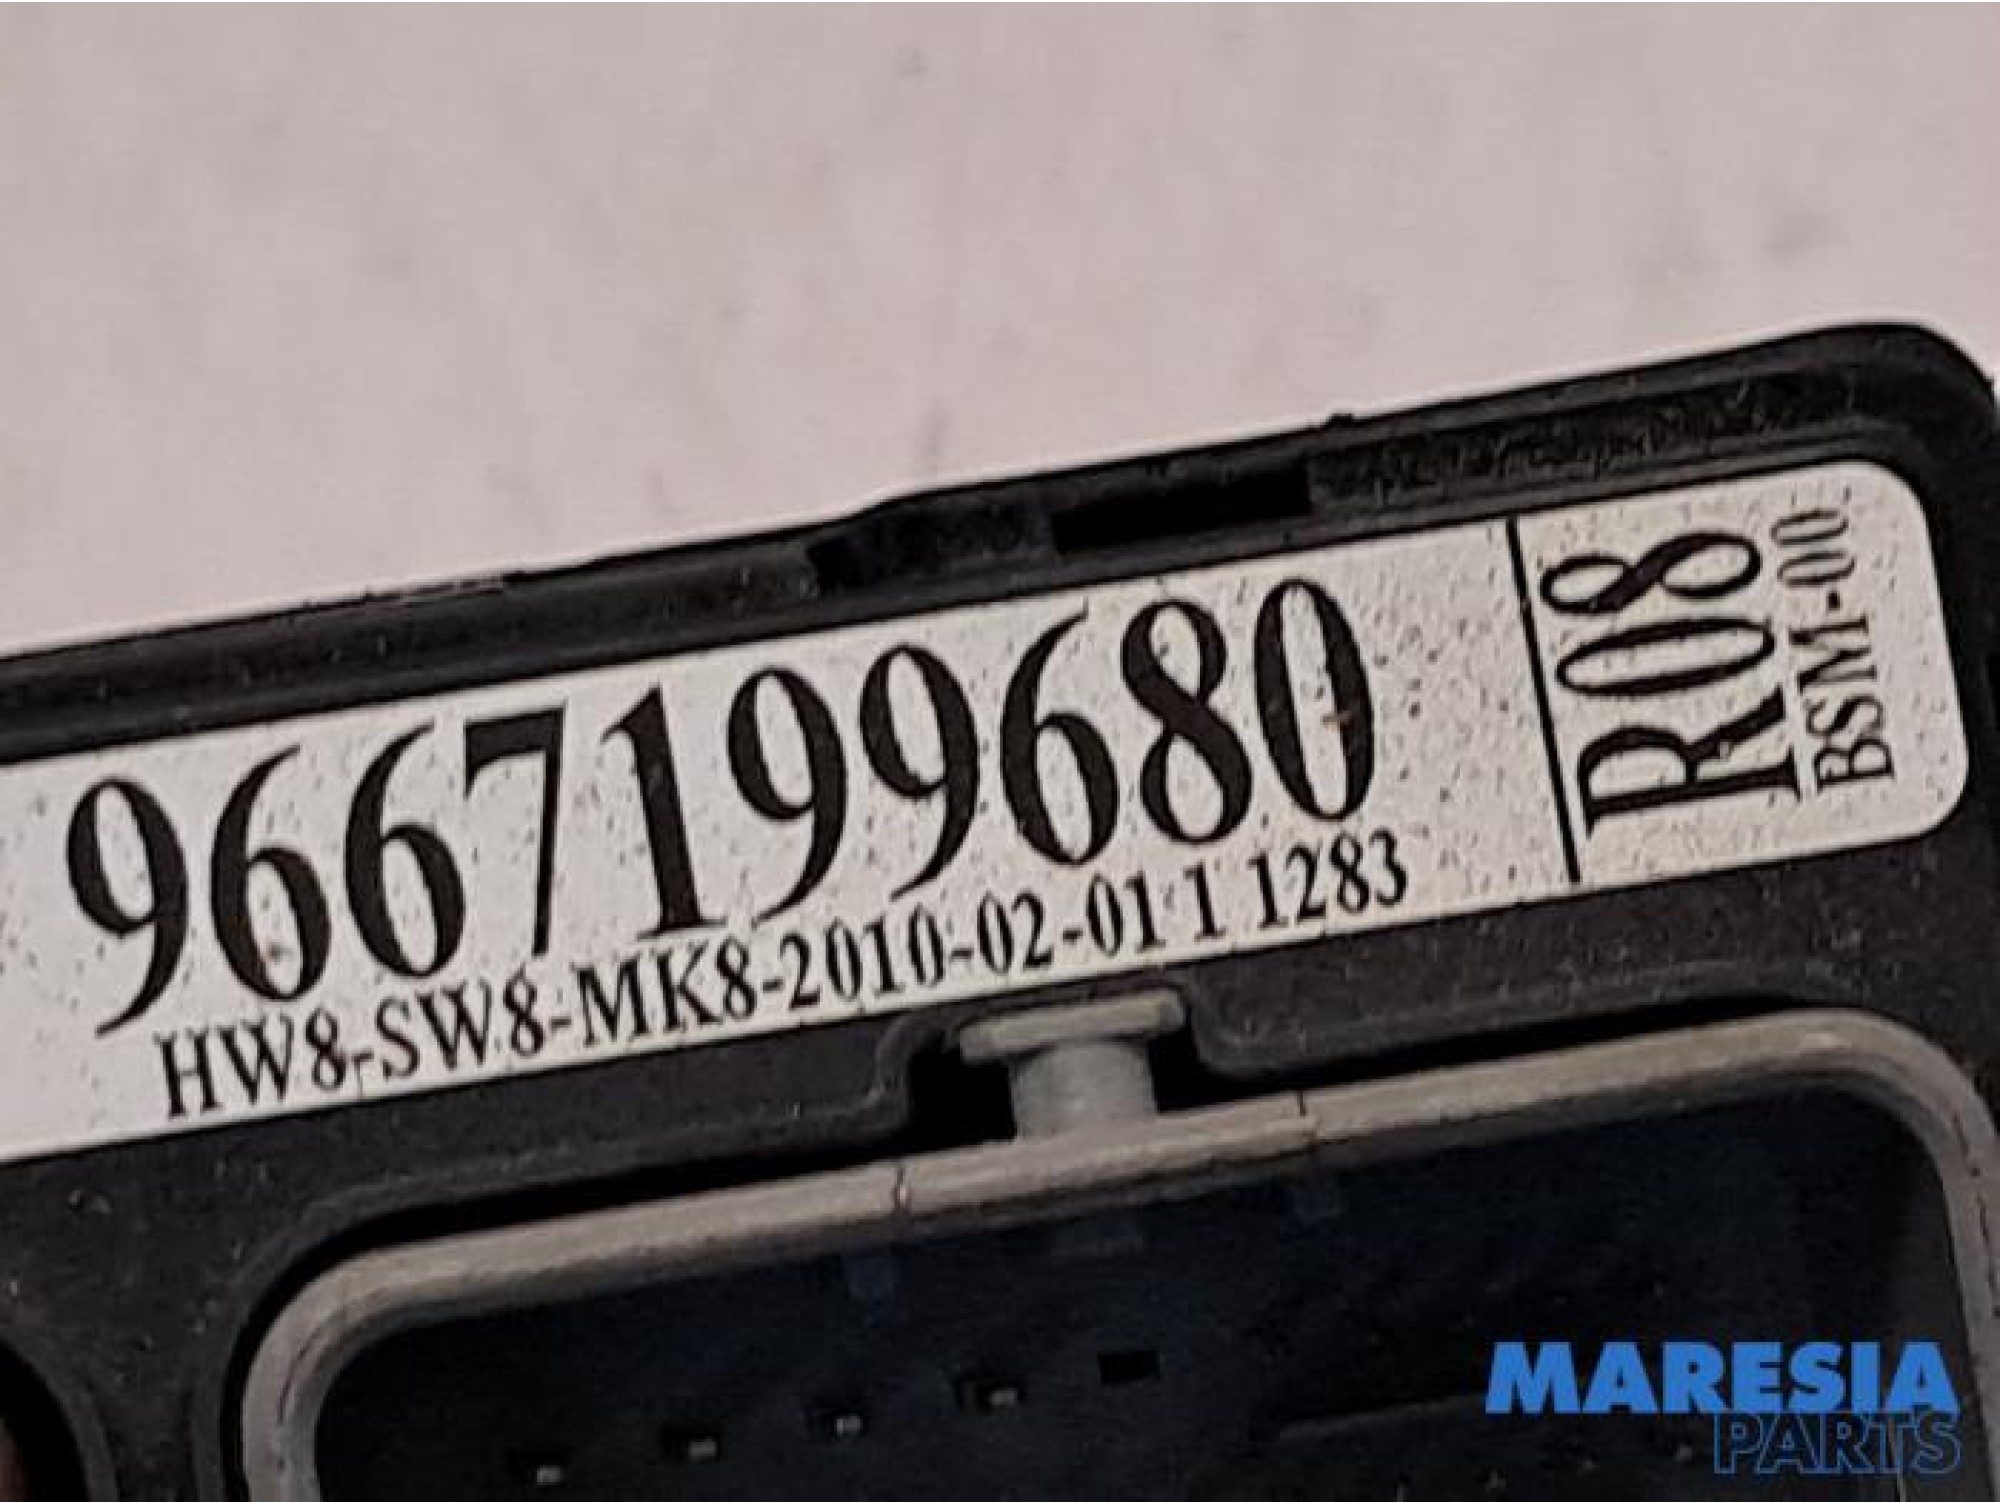 9667199680
HW8-SW8-MK8-2010-02-01 1 1283
R08
BSM-00
MARESIA
PARTS